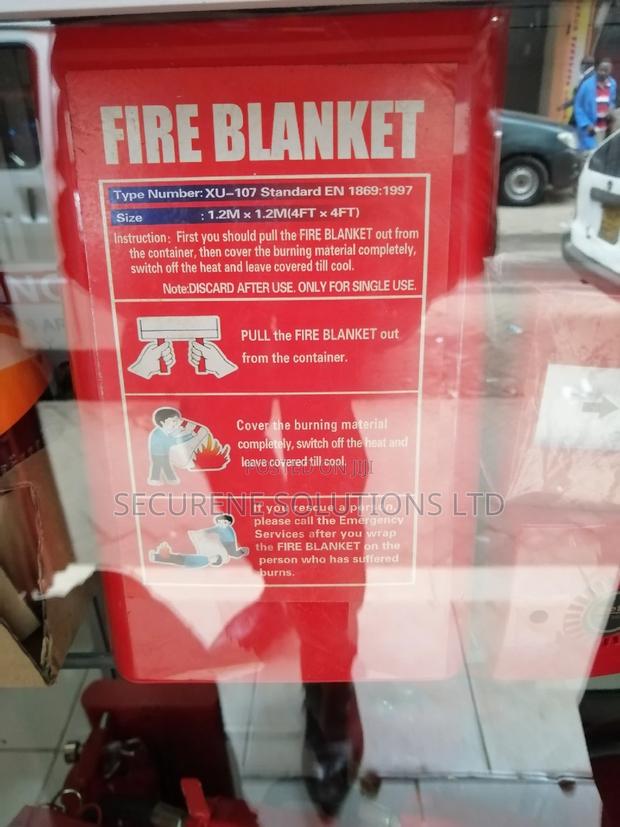 FIRE BLANKET
Type Number: XU-107 Standard EN 1869:1997
Size : 1.2M × 1.2M(4FT × 4FT)
Instruction: First you should pull the FIRE BLANKET out from
the container, then cover the burning material completely,
switch off the heat and leave covered till cool.
Note:DISCARD AFTER USE. ONLY FOR SINGLE USE.
PULL the FIRE BLANKET out
from the container.
Cover the burning material
completely, switch off the heat and
leave covered till cool.
POSTED ON JIJI
SECURENE SOLUTIONS LTD
If you rescue a person,
please call the Emergency
Services after you wrap
the FIRE BLANKET on the
person who has suffered
burns.